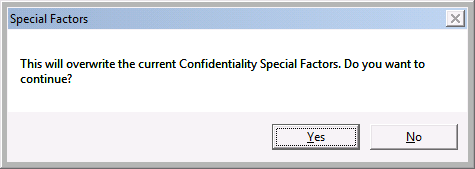 Special Factors
This will overwrite the current Confidentiality Special Factors. Do you want to
continue?
Yes No